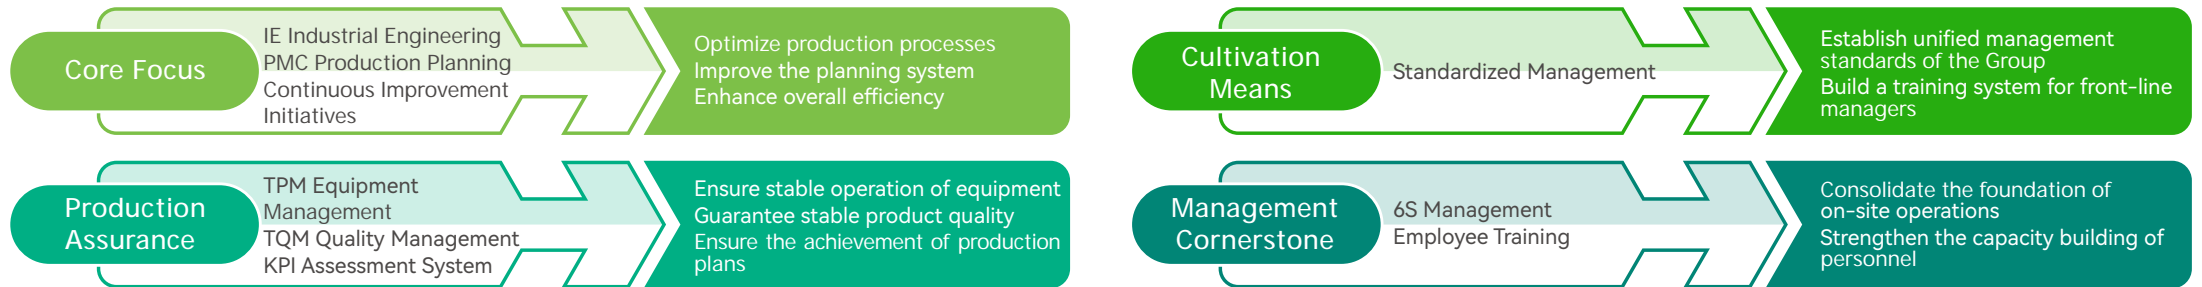 Core Focus
IE Industrial Engineering
PMC Production Planning
Continuous Improvement
Initiatives
Optimize production processes
Improve the planning system
Enhance overall efficiency
Cultivation
Means
Standardized Management
Establish unified management
standards of the Group
Build a training system for front-line
managers
Production
Assurance
TPM Equipment
Management
TQM Quality Management
KPI Assessment System
Ensure stable operation of equipment
Guarantee stable product quality
Ensure the achievement of production
plans
Management
Cornerstone
6S Management
Employee Training
Consolidate the foundation of
on-site operations
Strengthen the capacity building of
personnel